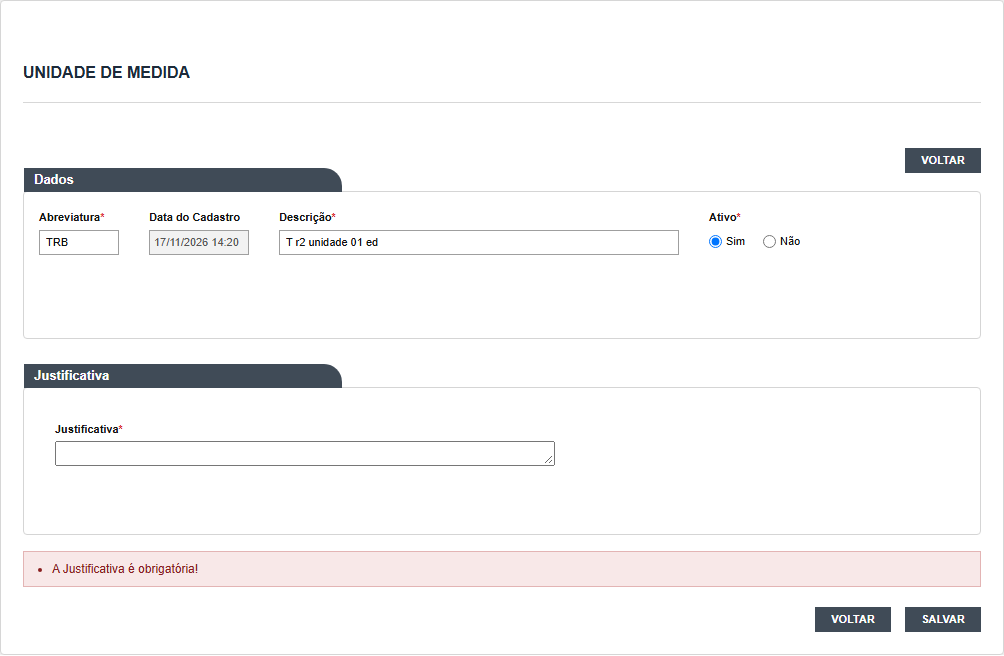 UNIDADE DE MEDIDA
VOLTAR
Dados
Abreviatura* Data do Cadastro Descrição* Ativo*
TRB 17/11/2026 14:20 T r2 unidade 01 ed Sim Não
Justificativa
Justificativa*
A Justificativa é obrigatória!
VOLTAR SALVAR